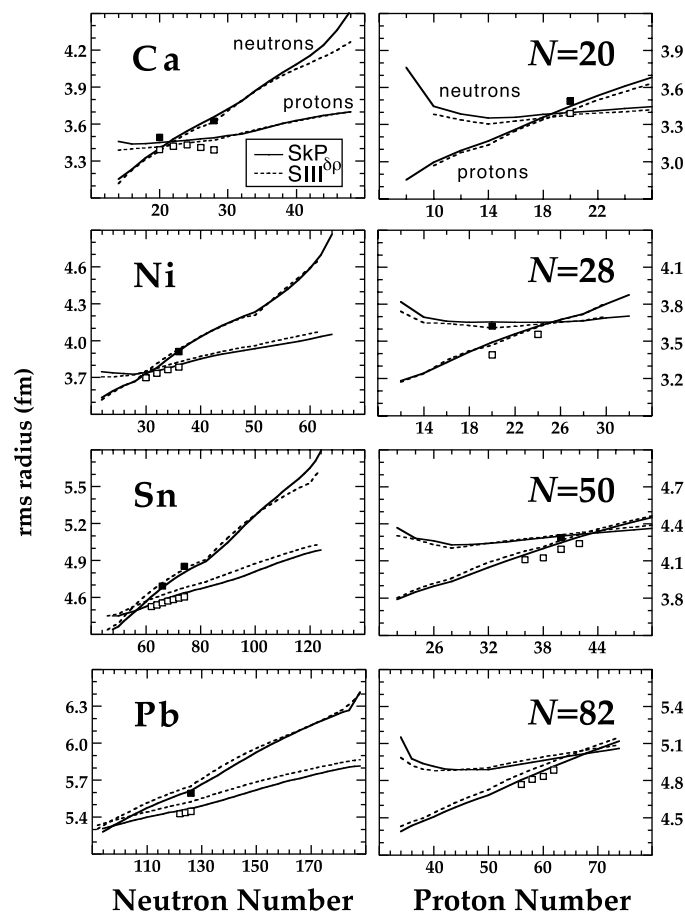 Ca
neutrons
protons
SkP
SIIIδρ
4.2
3.9
3.6
3.3
20 30 40
N=20
neutrons
protons
3.9
3.6
3.3
3.0
10 14 18 22
Ni
4.6
4.3
4.0
3.7
30 40 50 60
N=28
4.1
3.8
3.5
3.2
14 18 22 26 30
rms radius (fm)
Sn
5.5
5.2
4.9
4.6
60 80 100 120
N=50
4.7
4.4
4.1
3.8
26 32 38 44
Pb
6.3
6.0
5.7
5.4
110 130 150 170
N=82
5.4
5.1
4.8
4.5
40 50 60 70
Neutron Number
Proton Number